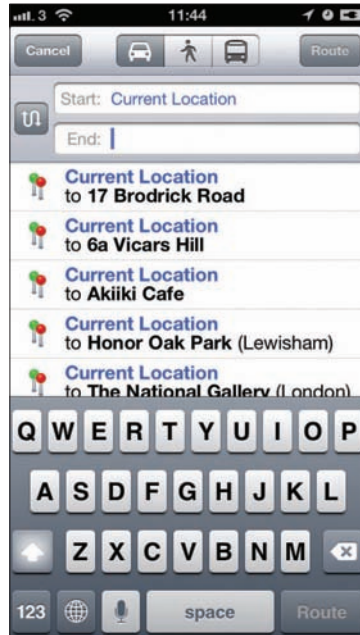 3 11:44
Cancel Route
Start: Current Location
End:
Current Location
to 17 Brodrick Road
Current Location
to 6a Vicars Hill
Current Location
to Akiiki Cafe
Current Location
to Honor Oak Park (Lewisham)
Current Location
to The National Gallery (London)
Q W E R T Y U I O P
A S D F G H J K L
Z X C V B N M
123 space Route